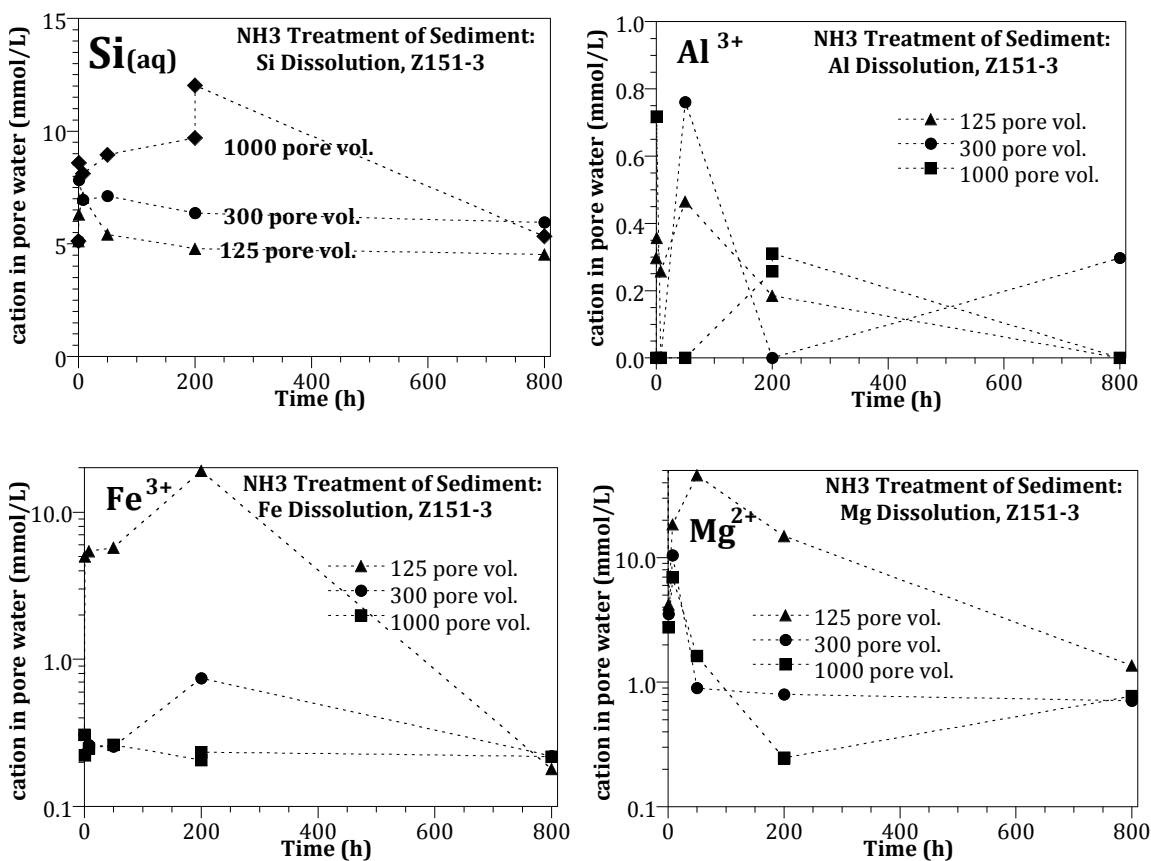 Si(aq)
NH3 Treatment of Sediment:
Si Dissolution, Z151-3
cation in pore water (mmol/L)
15
10
5
0
1000 pore vol.
300 pore vol.
125 pore vol.
0 200 400 600 800
Time (h)
Al 3+
NH3 Treatment of Sediment:
Al Dissolution, Z151-3
cation in pore water (mmol/L)
1.0
0.8
0.6
0.4
0.2
0.0
125 pore vol.
300 pore vol.
1000 pore vol.
0 200 400 600 800
Time (h)
Fe 3+
NH3 Treatment of Sediment:
Fe Dissolution, Z151-3
cation in pore water (mmol/L)
10.0
1.0
0.1
125 pore vol.
300 pore vol.
1000 pore vol.
0 200 400 600 800
Time (h)
Mg 2+
NH3 Treatment of Sediment:
Mg Dissolution, Z151-3
cation in pore water (mmol/L)
10.0
1.0
0.1
125 pore vol.
300 pore vol.
1000 pore vol.
0 200 400 600 800
Time (h)